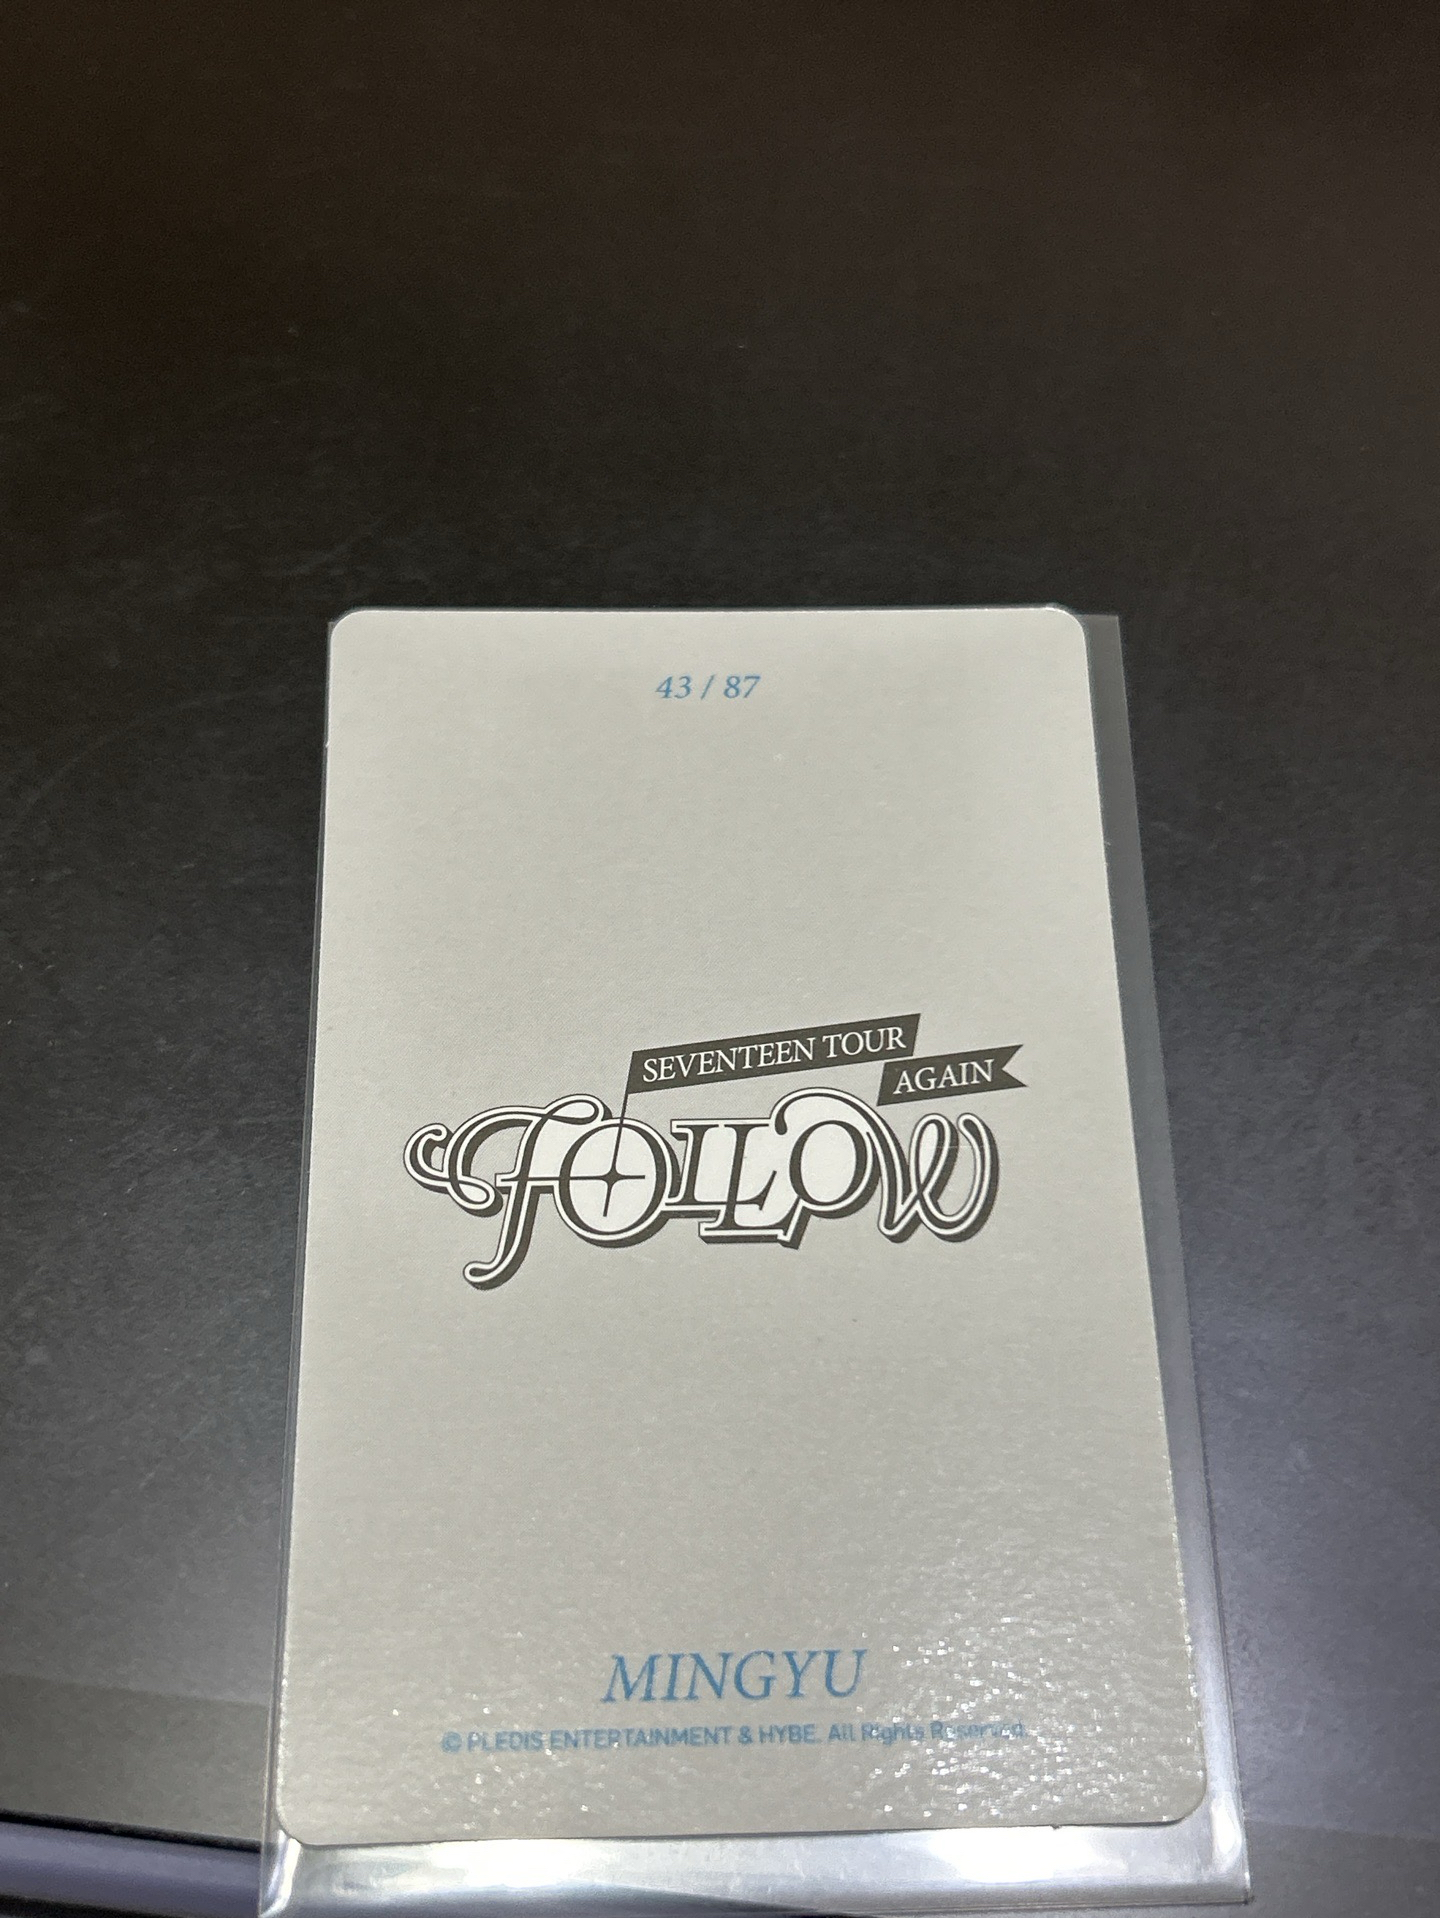 43 / 87
SEVENTEEN TOUR
AGAIN
FOLLOW
MINGYU
© PLEDIS ENTERTAINMENT & HYBE. All Rights Reserved.